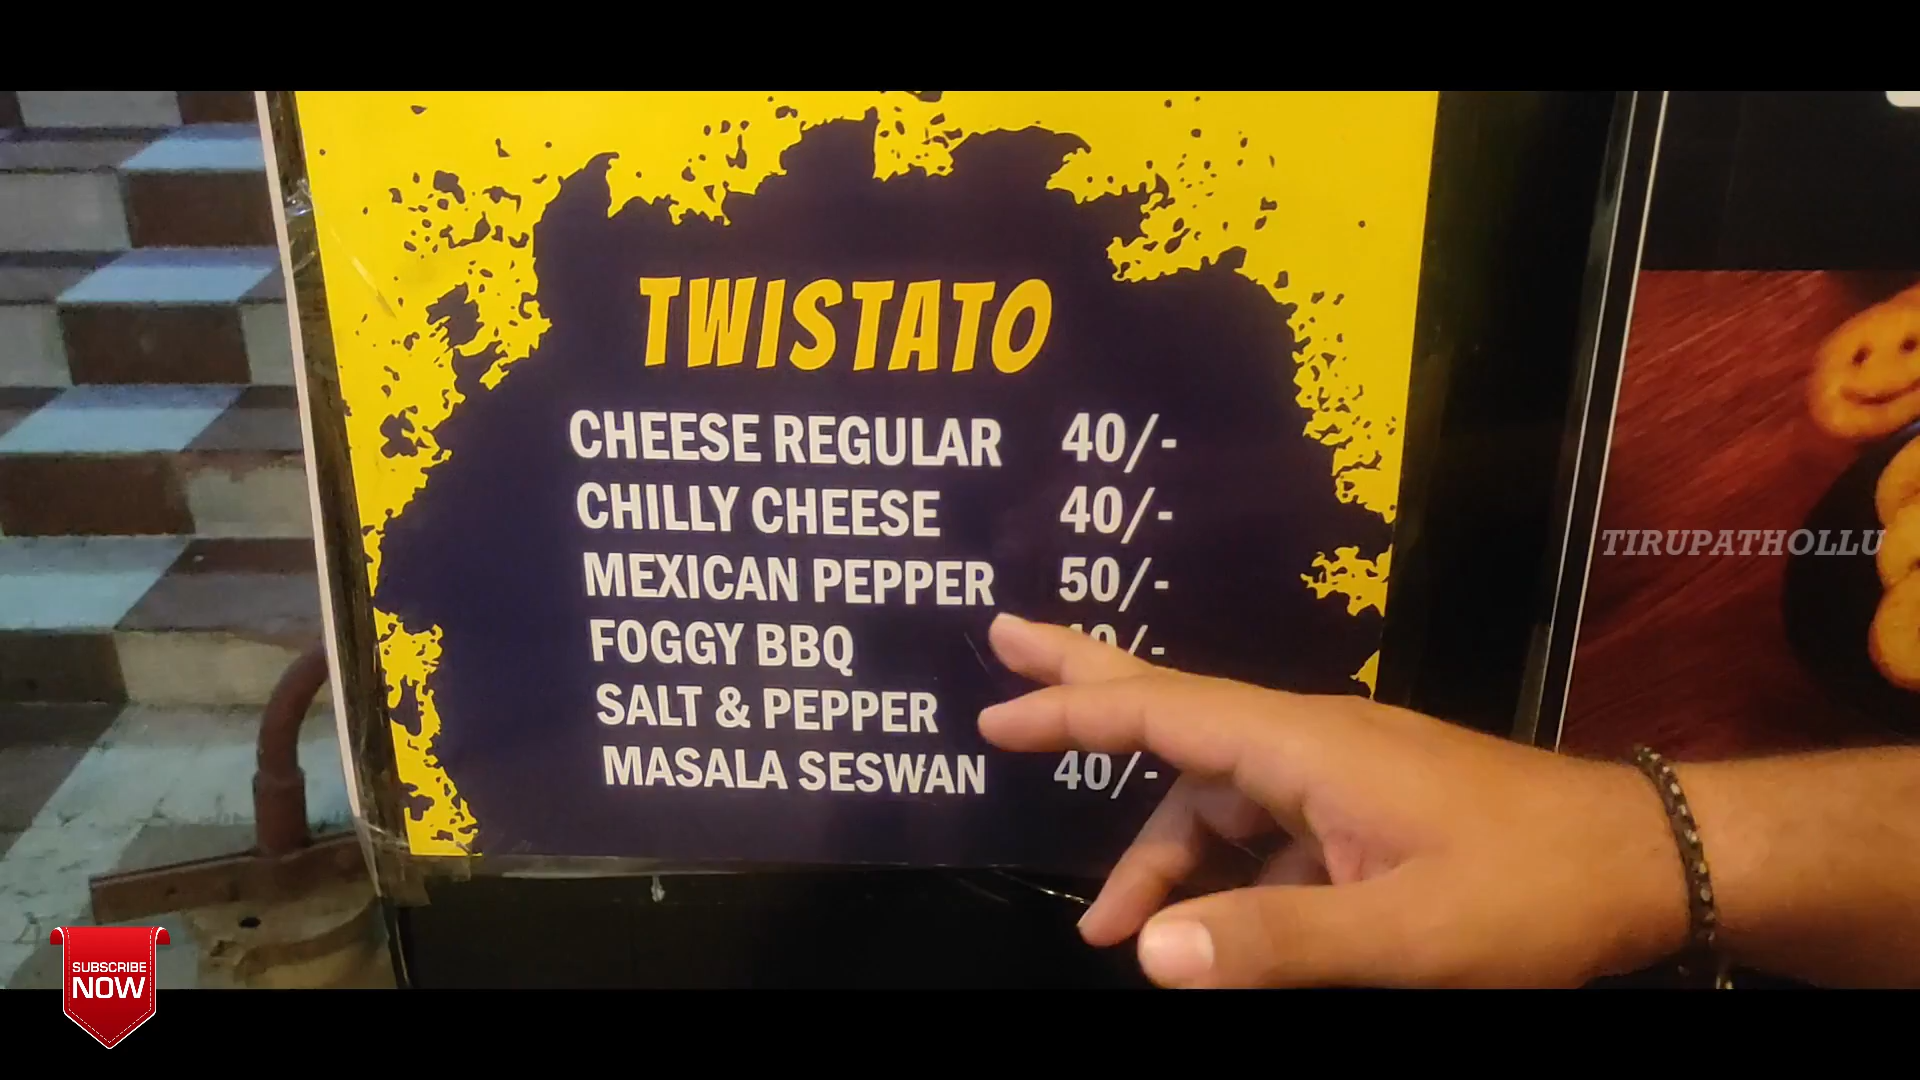 TWISTATO
CHEESE REGULAR 40/-
CHILLY CHEESE 40/-
MEXICAN PEPPER 50/-
FOGGY BBQ
SALT & PEPPER
MASALA SESWAN 40/-
TIRUPATHOLLU
SUBSCRIBE
NOW